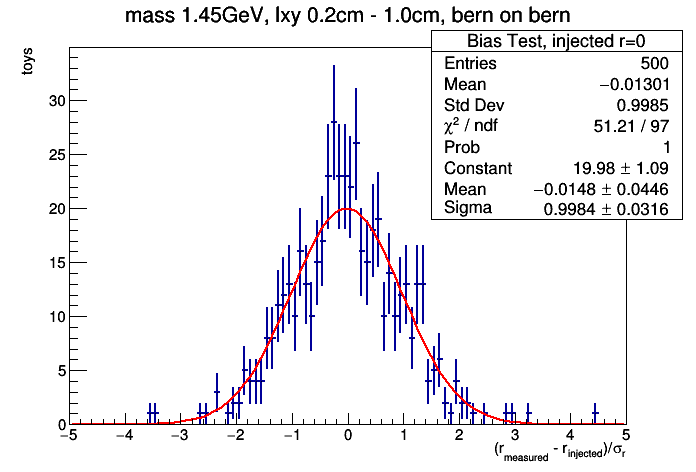 mass 1.45GeV, lxy 0.2cm - 1.0cm, bern on bern
Bias Test, injected r=0
Entries 500
Mean −0.01301
Std Dev 0.9985
χ² / ndf 51.21 / 97
Prob 1
Constant 19.98 ± 1.09
Mean −0.0148 ± 0.0446
Sigma 0.9984 ± 0.0316
toys
30
25
20
15
10
5
0
−5 −4 −3 −2 −1 0 1 2 3 4 5
(r_measured - r_injected)/σ_r